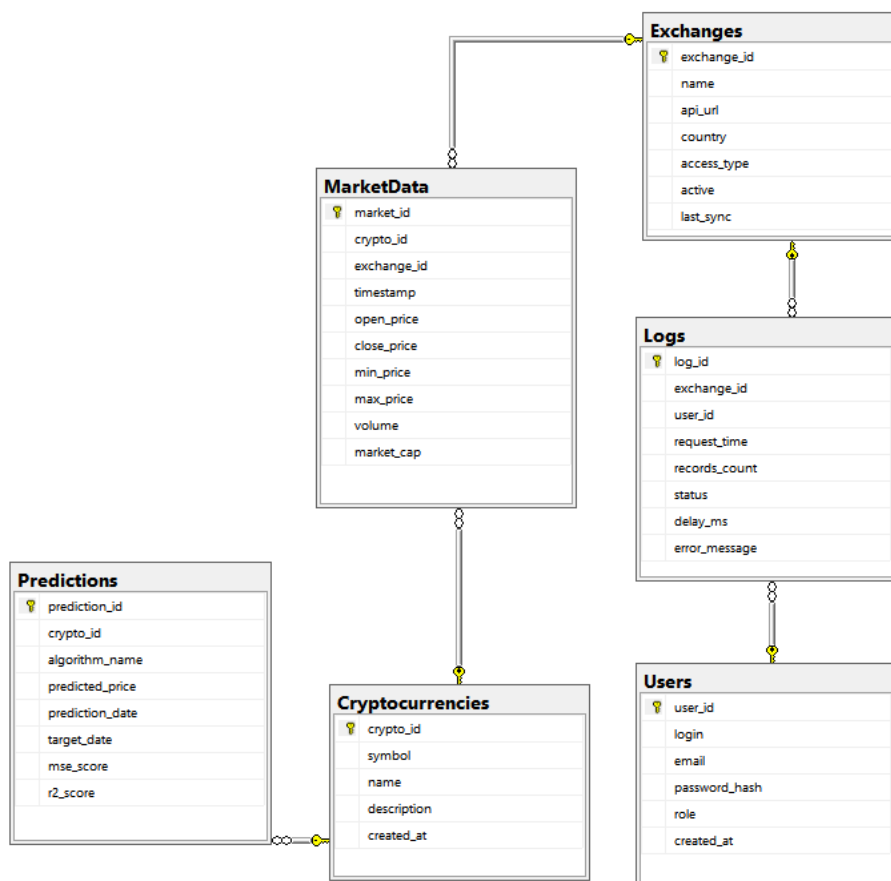 Exchanges
exchange_id
name
api_url
country
access_type
active
last_sync
MarketData
market_id
crypto_id
exchange_id
timestamp
open_price
close_price
min_price
max_price
volume
market_cap
Logs
log_id
exchange_id
user_id
request_time
records_count
status
delay_ms
error_message
Predictions
prediction_id
crypto_id
algorithm_name
predicted_price
prediction_date
target_date
mse_score
r2_score
Cryptocurrencies
crypto_id
symbol
name
description
created_at
Users
user_id
login
email
password_hash
role
created_at